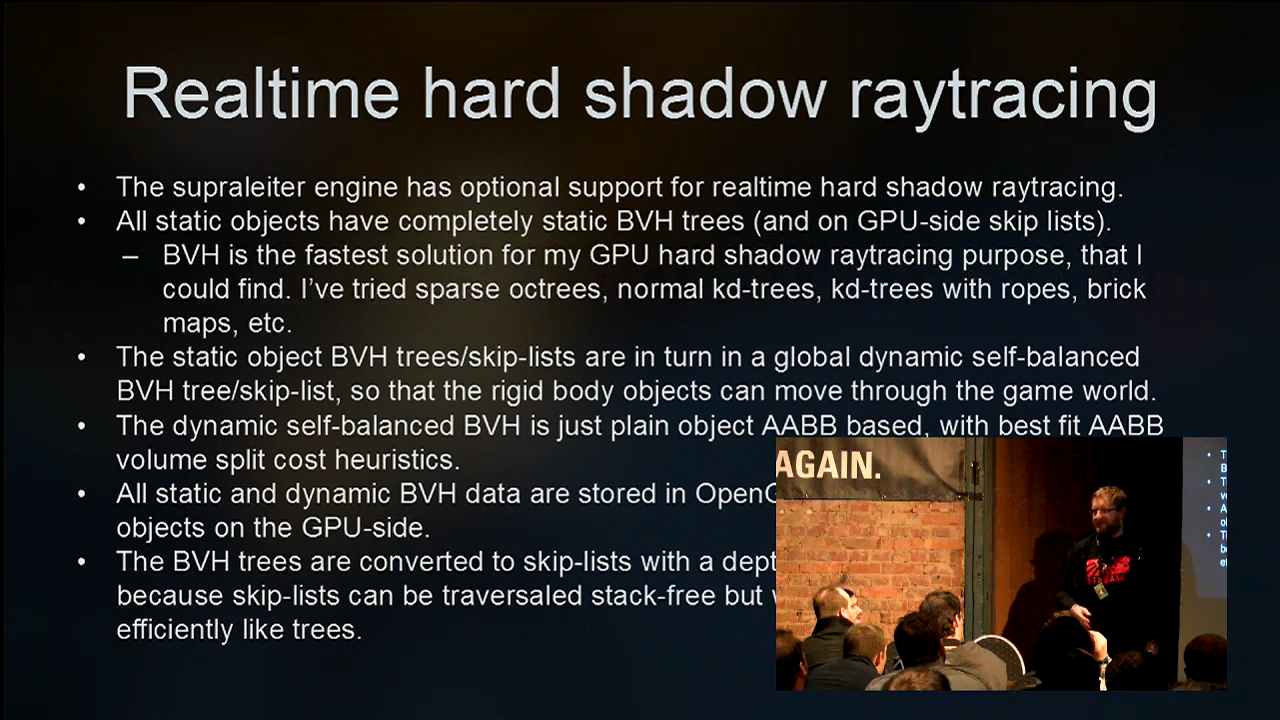 Realtime hard shadow raytracing
• The supraleiter engine has optional support for realtime hard shadow raytracing.
• All static objects have completely static BVH trees (and on GPU-side skip lists).
– BVH is the fastest solution for my GPU hard shadow raytracing purpose, that I
could find. I’ve tried sparse octrees, normal kd-trees, kd-trees with ropes, brick
maps, etc.
• The static object BVH trees/skip-lists are in turn in a global dynamic self-balanced
BVH tree/skip-list, so that the rigid body objects can move through the game world.
• The dynamic self-balanced BVH is just plain object AABB based, with best fit AABB
volume split cost heuristics.
• All static and dynamic BVH data are stored in
objects on the GPU-side.
• The BVH trees are converted to skip-lists with a
because skip-lists can be traversaled stack-free but
efficiently like trees.
AGAIN.